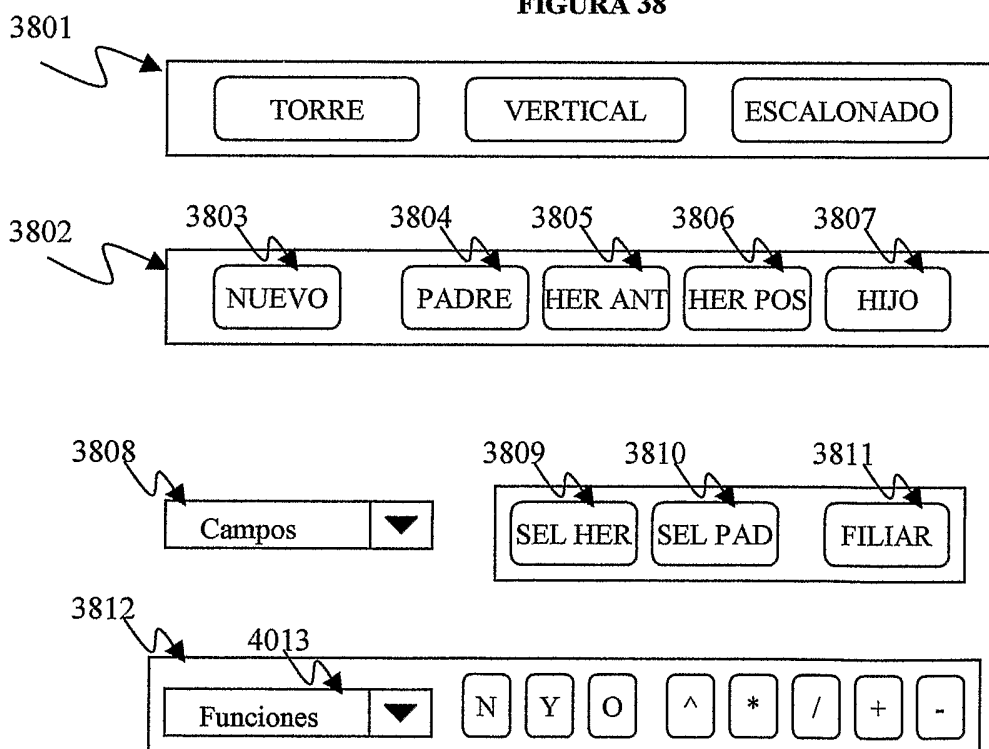 FIGURA 38
3801
TORRE VERTICAL ESCALONADO
3802 3803 3804 3805 3806 3807
NUEVO PADRE HER ANT HER POS HIJO
3808 3809 3810 3811
Campos SEL HER SEL PAD FILIAR
3812 4013
Funciones N Y O ^ * / + -